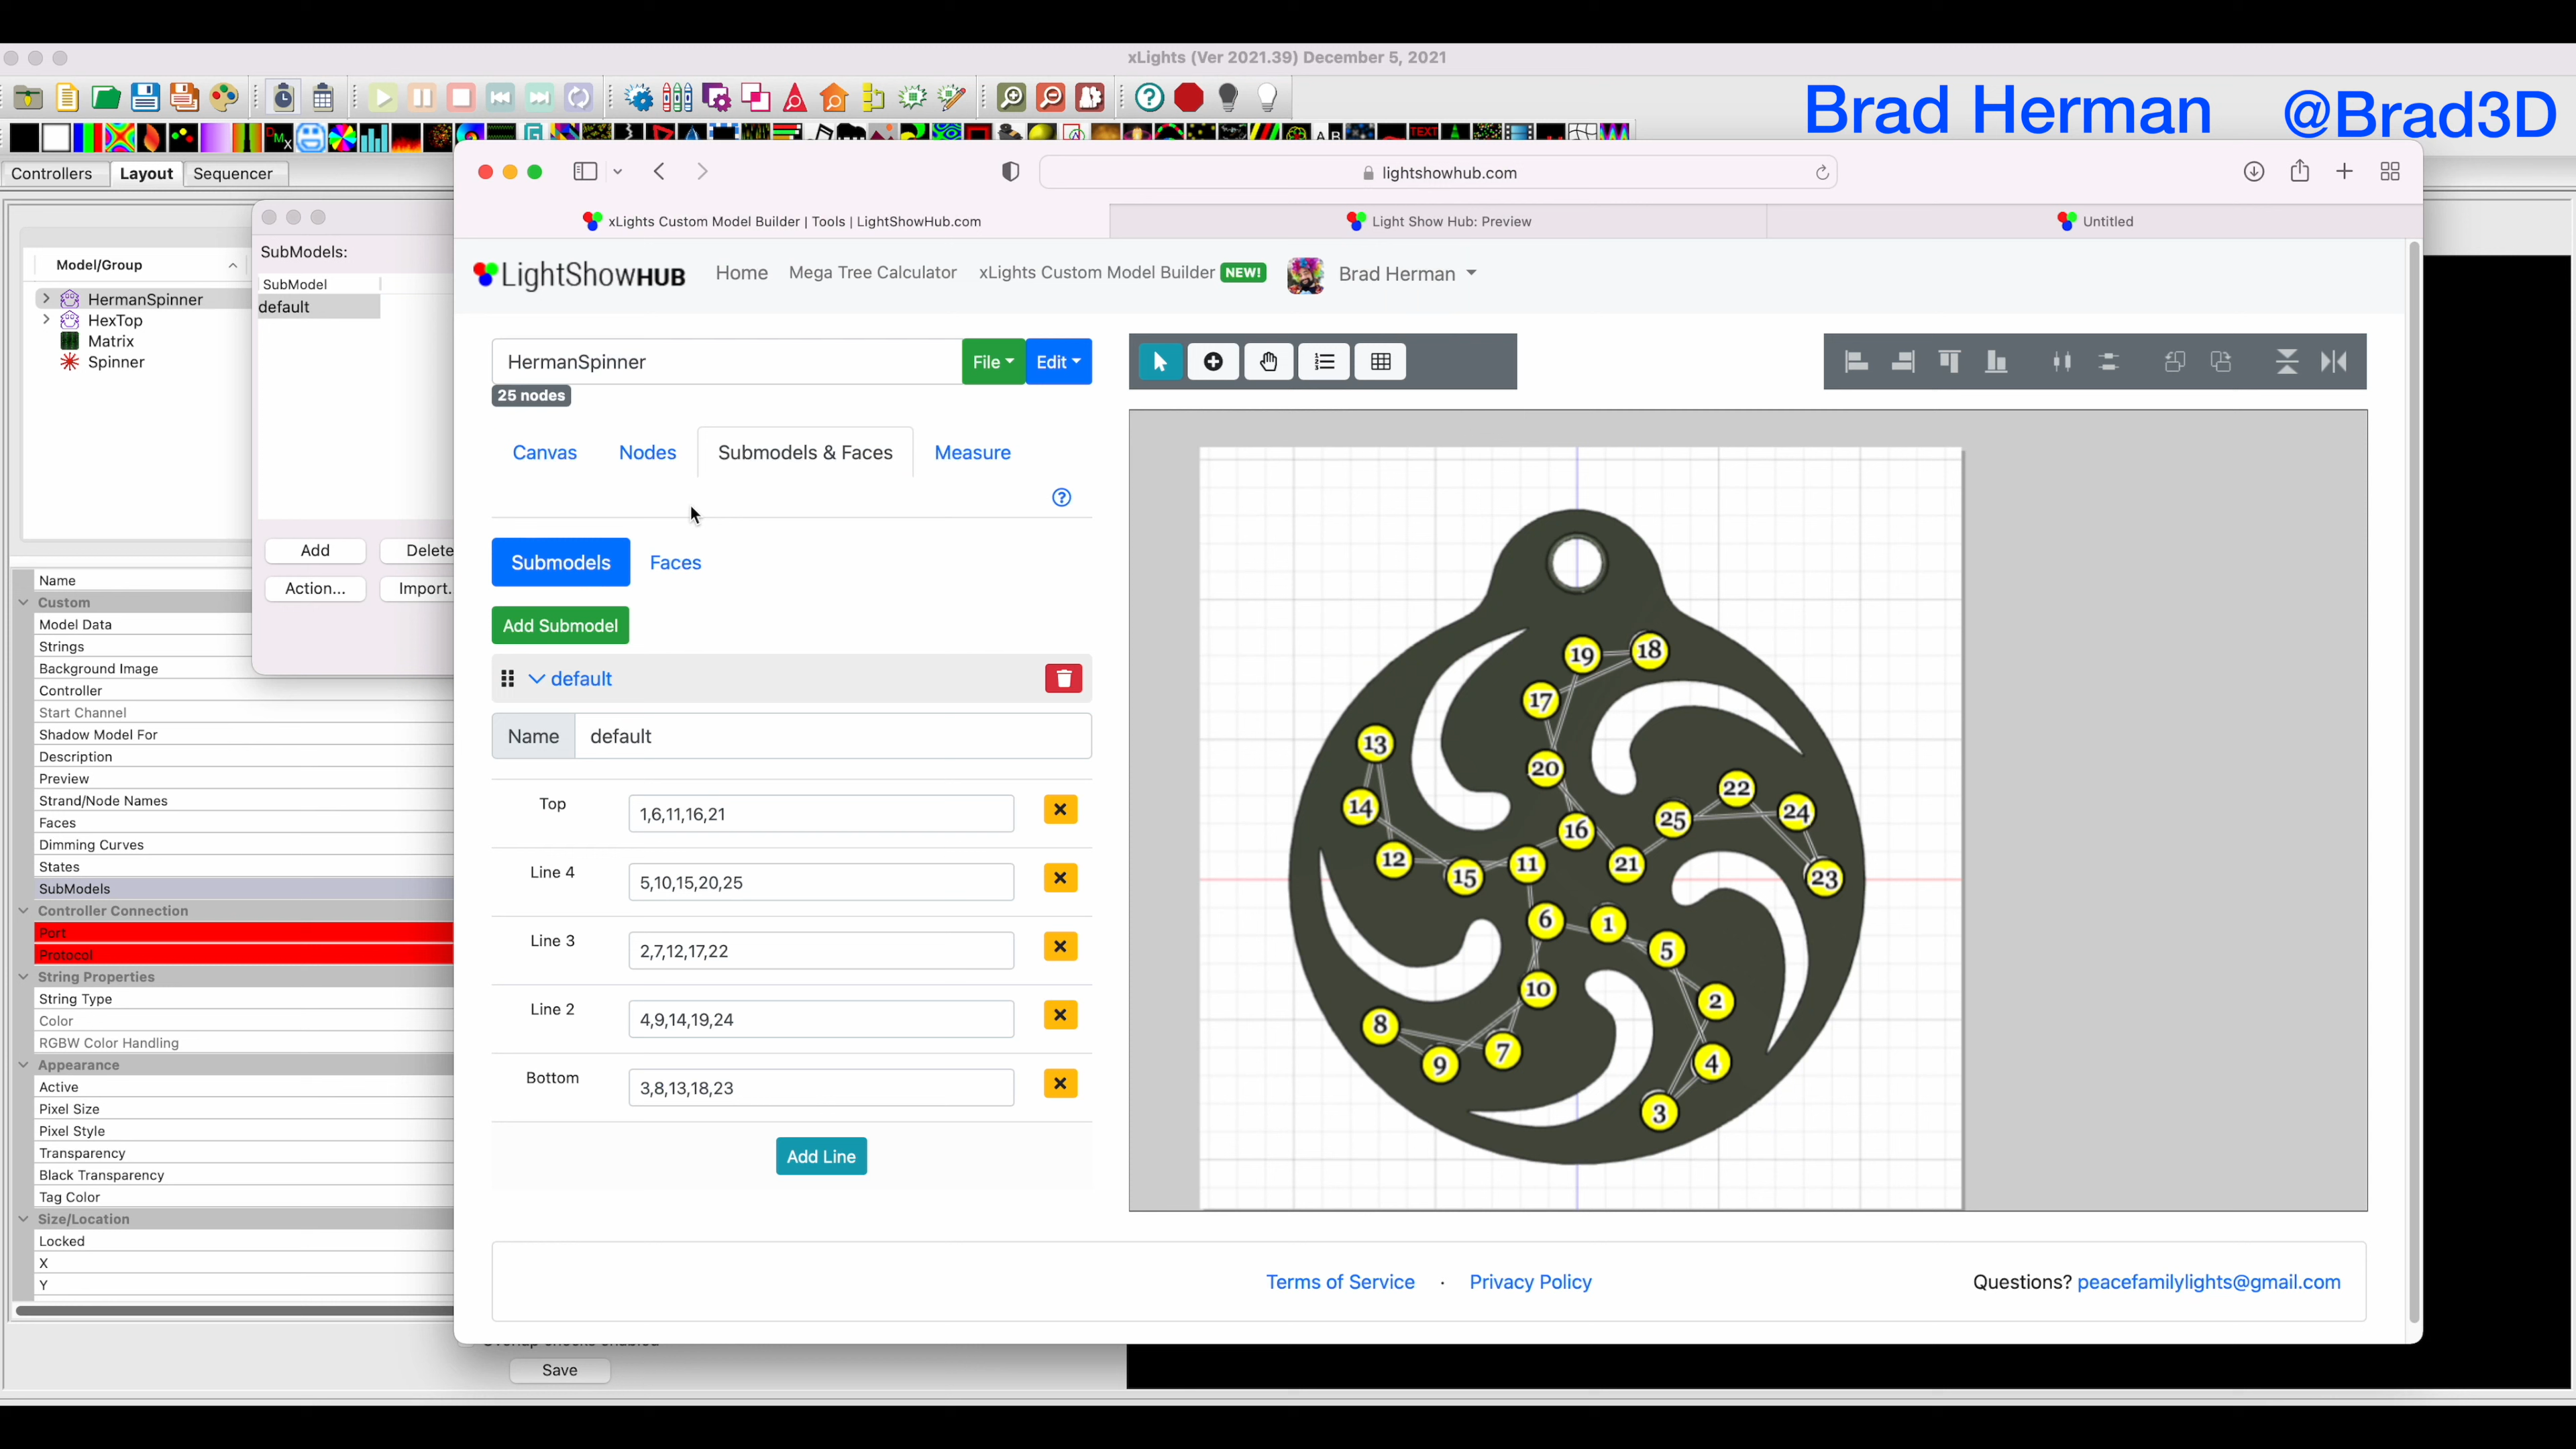 xLights (Ver 2021.39) December 5, 2021
Brad Herman @Brad3D
Controllers Layout Sequencer
Model/Group
HermanSpinner
HexTop
Matrix
Spinner
SubModels:
SubModel
default
Add Delete
Action... Import.
Name
Custom
Model Data
Strings
Background Image
Controller
Start Channel
Shadow Model For
Description
Preview
Strand/Node Names
Faces
Dimming Curves
States
SubModels
Controller Connection
Port
Protocol
String Properties
String Type
Color
RGBW Color Handling
Appearance
Active
Pixel Size
Pixel Style
Transparency
Black Transparency
Tag Color
Size/Location
Locked
X
Y
Save
lightshowhub.com
xLights Custom Model Builder | Tools | LightShowHub.com
Light Show Hub: Preview
Untitled
LightShowHUB
Home Mega Tree Calculator xLights Custom Model Builder NEW! Brad Herman
HermanSpinner File Edit
25 nodes
Canvas Nodes Submodels & Faces Measure
?
Submodels Faces
Add Submodel
default
Name default
Top 1,6,11,16,21
Line 4 5,10,15,20,25
Line 3 2,7,12,17,22
Line 2 4,9,14,19,24
Bottom 3,8,13,18,23
Add Line
19 18
17
13
20
22
14
24
25
16
12
11 21
15
23
6 1
5
10
2
8
7
9
4
3
Terms of Service · Privacy Policy
Questions? peacefamilylights@gmail.com